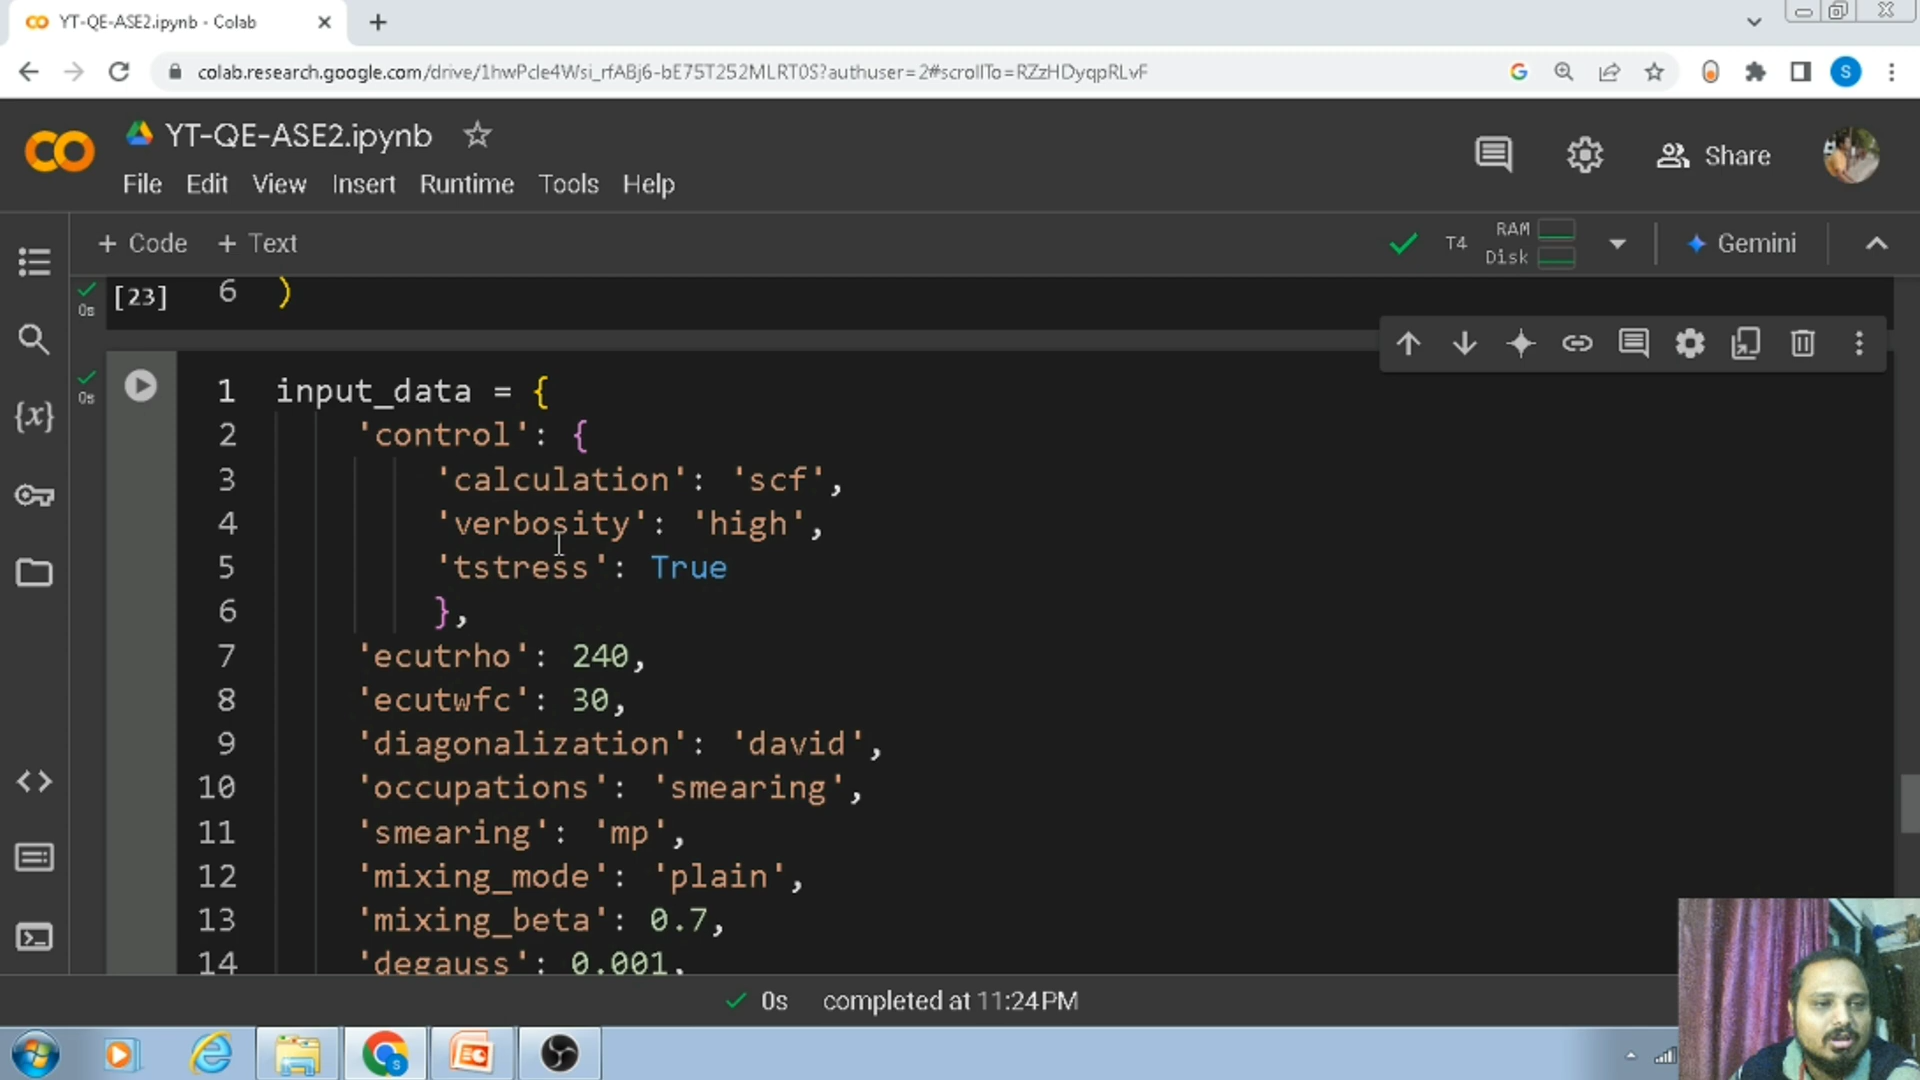 YT-QE-ASE2.ipynb - Colab
colab.research.google.com/drive/1hwPcIe4Wsi_rfABj6-bE75T252MLRT0S?authuser=2#scrollTo=RZzHDyqpRLvF
S
YT-QE-ASE2.ipynb
File Edit View Insert Runtime Tools Help
Share
+ Code + Text
T4
RAM
Disk
Gemini
0s
[23]
6 )
0s
1 input_data = {
2 'control': {
3 'calculation': 'scf',
4 'verbosity': 'high',
5 'tstress': True
6 },
7 'ecutrho': 240,
8 'ecutwfc': 30,
9 'diagonalization': 'david',
10 'occupations': 'smearing',
11 'smearing': 'mp',
12 'mixing_mode': 'plain',
13 'mixing_beta': 0.7,
14 'degauss': 0.001,
0s completed at 11:24 PM